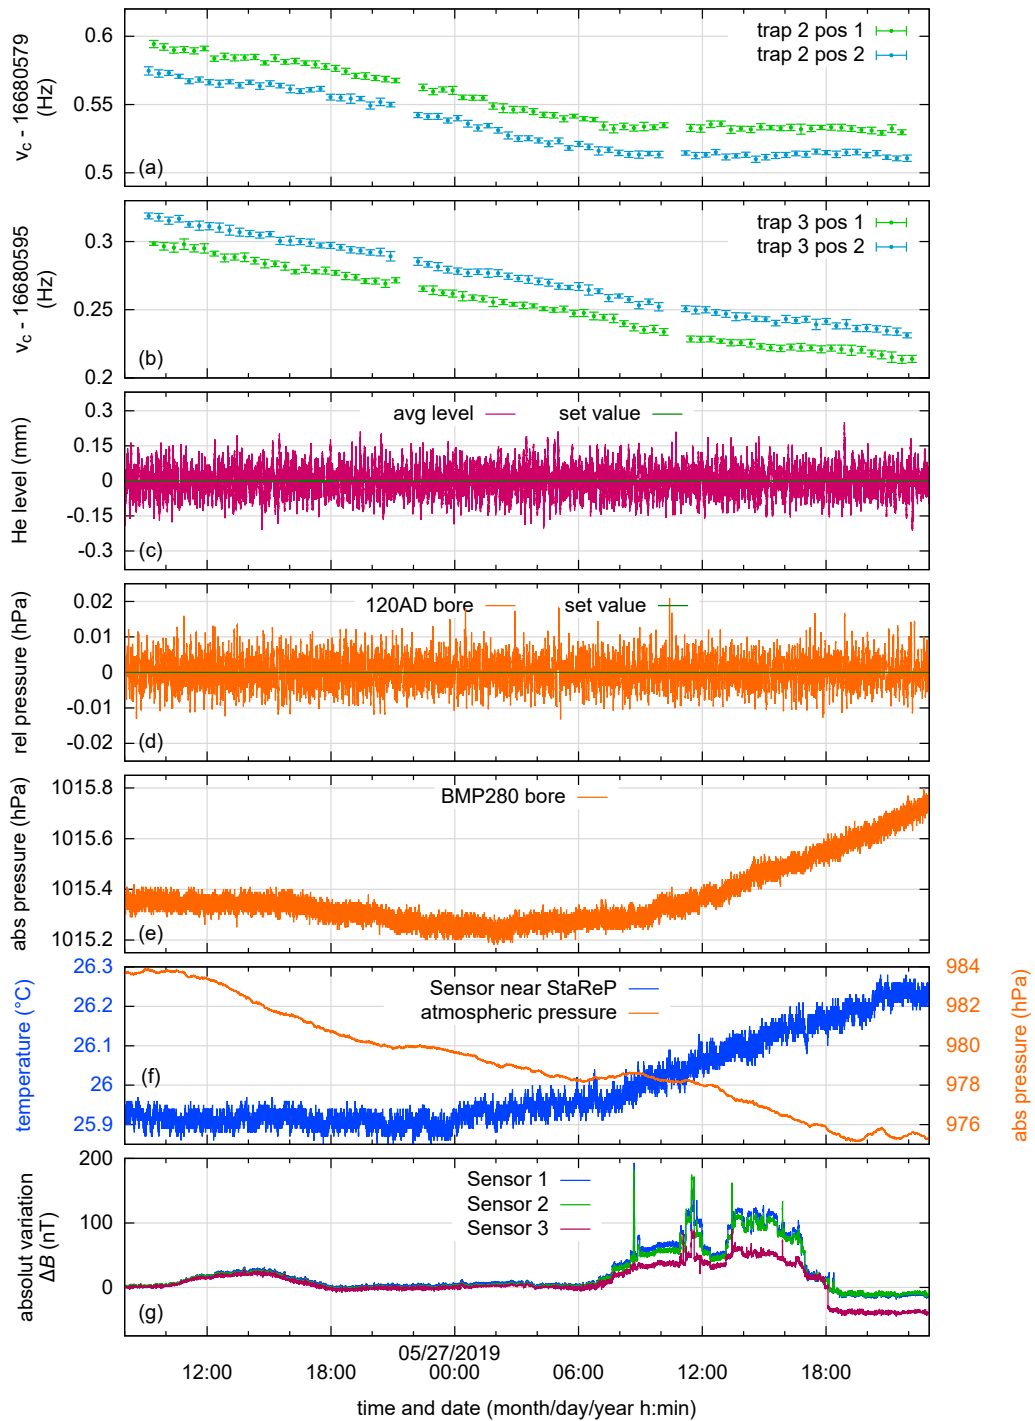 0.6
0.55
0.5
ν_c - 16680579
(Hz)
trap 2 pos 1
trap 2 pos 2
(a)
0.3
0.25
0.2
ν_c - 16680595
(Hz)
trap 3 pos 1
trap 3 pos 2
(b)
0.3
0.15
0
-0.15
-0.3
He level (mm)
avg level
set value
(c)
0.02
0.01
0
-0.01
-0.02
rel pressure (hPa)
120AD bore
set value
(d)
1015.8
1015.6
1015.4
1015.2
abs pressure (hPa)
BMP280 bore
(e)
26.3
26.2
26.1
26
25.9
temperature (°C)
Sensor near StaReP
atmospheric pressure
984
982
980
978
976
abs pressure (hPa)
(f)
200
100
0
absolut variation
ΔB (nT)
Sensor 1
Sensor 2
Sensor 3
(g)
05/27/2019
12:00 18:00 00:00 06:00 12:00 18:00
time and date (month/day/year h:min)